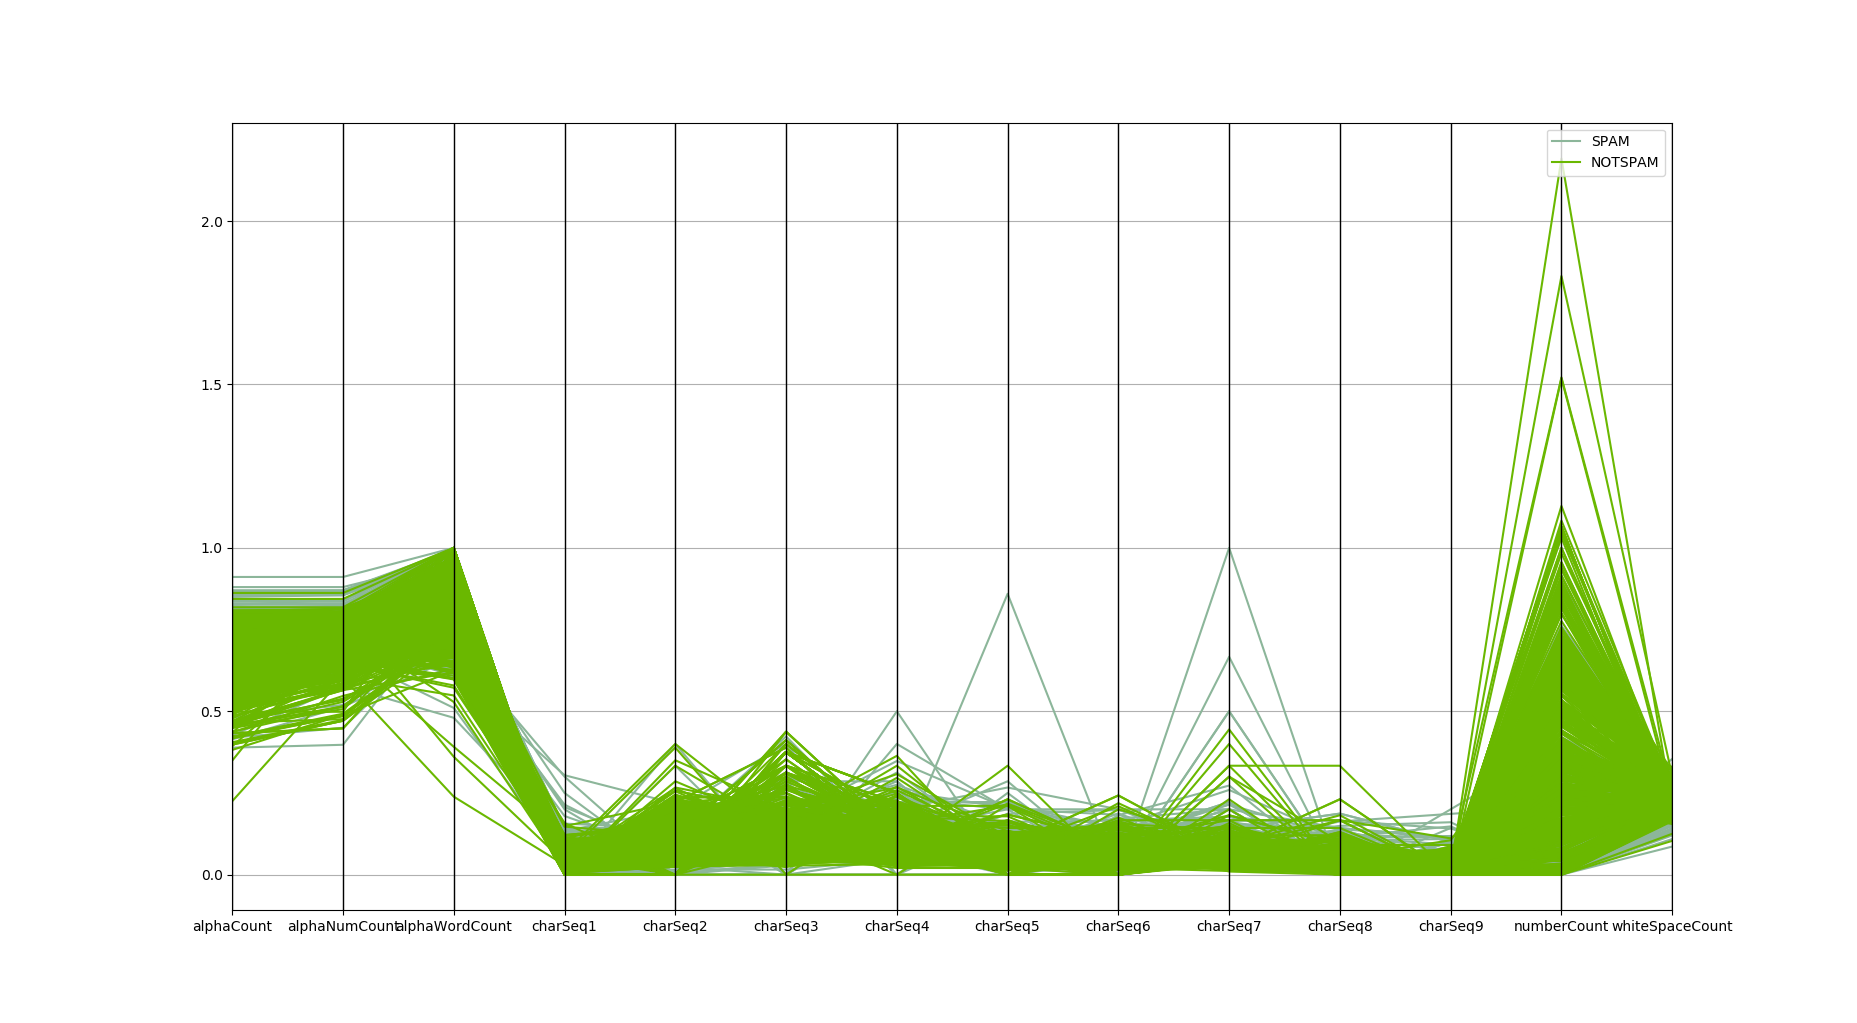 SPAM
NOTSPAM
2.0
1.5
1.0
0.5
0.0
alphaCount alphaNumCount alphaWordCount charSeq1 charSeq2 charSeq3 charSeq4 charSeq5 charSeq6 charSeq7 charSeq8 charSeq9 numberCount whiteSpaceCount